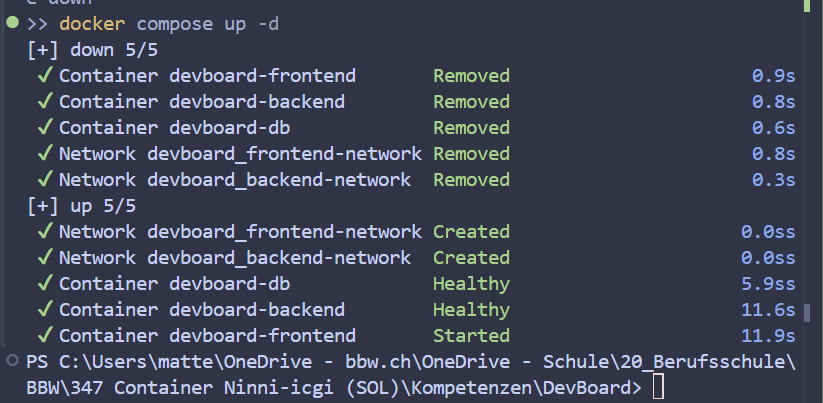 >> docker compose up -d
[+] down 5/5
✔ Container devboard-frontend Removed 0.9s
✔ Container devboard-backend Removed 0.8s
✔ Container devboard-db Removed 0.6s
✔ Network devboard_frontend-network Removed 0.8s
✔ Network devboard_backend-network Removed 0.3s
[+] up 5/5
✔ Network devboard_frontend-network Created 0.0ss
✔ Network devboard_backend-network Created 0.0ss
✔ Container devboard-db Healthy 5.9ss
✔ Container devboard-backend Healthy 11.6s
✔ Container devboard-frontend Started 11.9s
PS C:\Users\matte\OneDrive - bbw.ch\OneDrive - Schule\20_Berufsschule\
BBW\347 Container Ninni-icgi (SOL)\Kompetenzen\DevBoard>